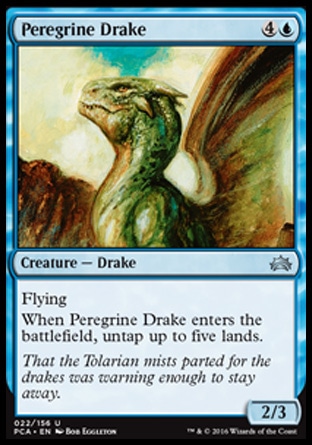 Peregrine Drake 4
Creature — Drake
Flying
When Peregrine Drake enters the
battlefield, untap up to five lands.
That the Tolarian mists parted for the
drakes was warning enough to stay
away.
2/3
022/156 U
PCA • EN Bob Eggleton ™ & © 2016 Wizards of the Coast